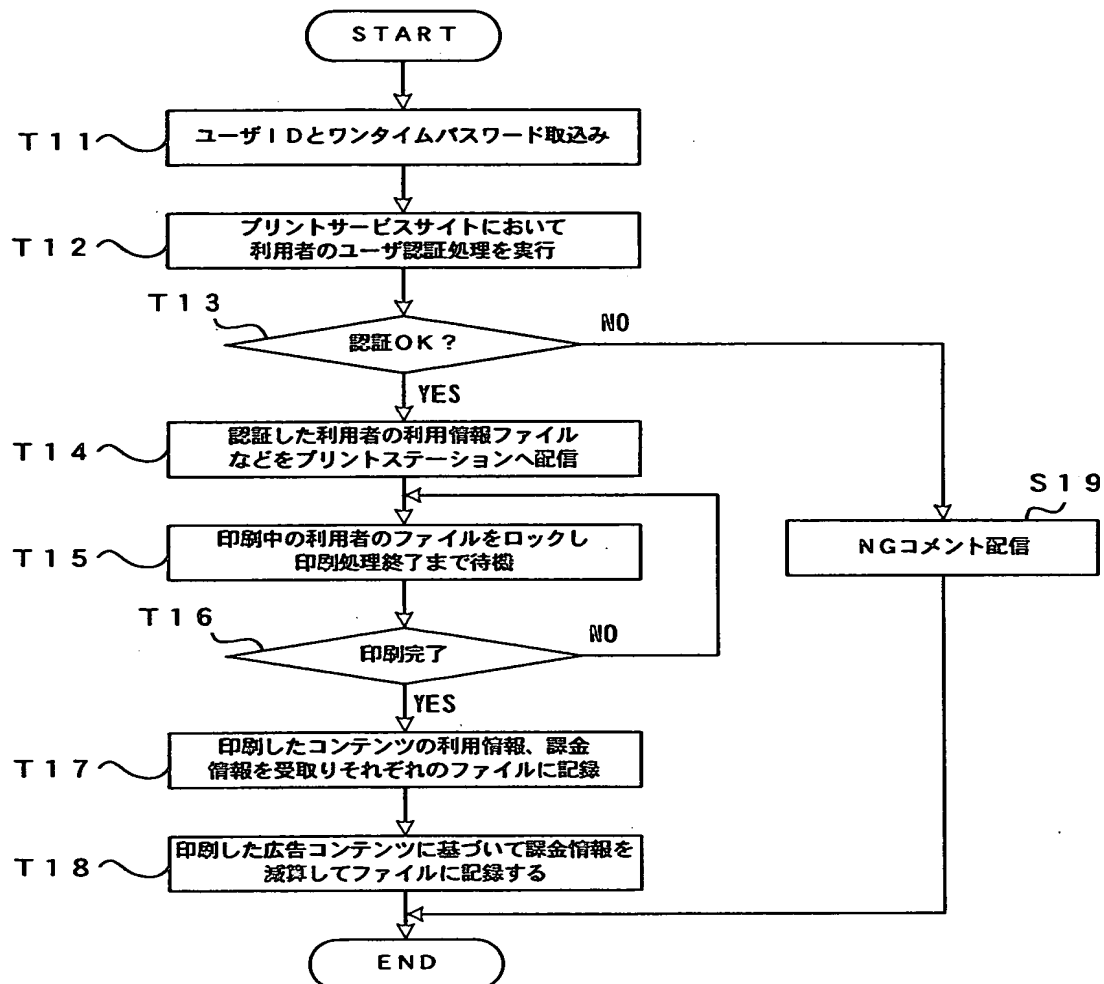 START
T11
ユーザIDとワンタイムパスワード取込み
T12
プリントサービスサイトにおいて
利用者のユーザ認証処理を実行
T13
認証OK?
NO
YES
T14
認証した利用者の利用情報ファイル
などをプリントステーションへ配信
S19
NGコメント配信
T15
印刷中の利用者のファイルをロックし
印刷処理終了まで待機
T16
印刷完了
NO
YES
T17
印刷したコンテンツの利用情報、課金
情報を受取りそれぞれのファイルに記録
T18
印刷した広告コンテンツに基づいて課金情報を
減算してファイルに記録する
END